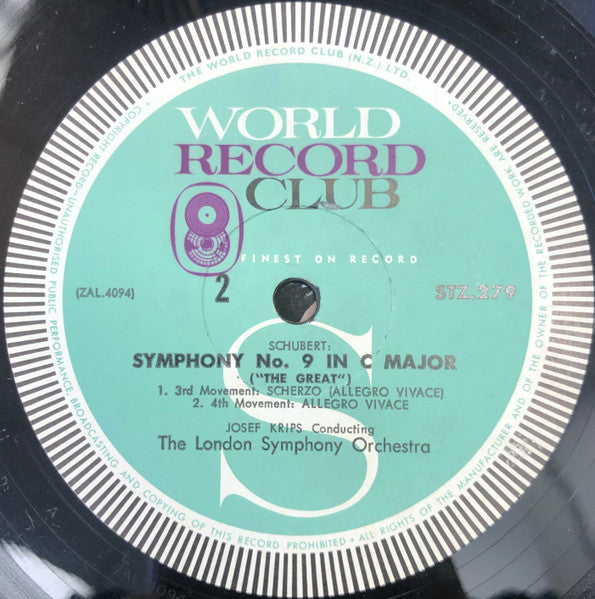 • THE WORLD RECORD CLUB (N.Z.) LTD. •
WORLD
RECORD
CLUB
FINEST ON RECORD
2
(ZAL.4094)
STZ.279
S
SCHUBERT:
SYMPHONY No. 9 IN C MAJOR
("THE GREAT")
1. 3rd Movement: SCHERZO (ALLEGRO VIVACE)
2. 4th Movement: ALLEGRO VIVACE
JOSEF KRIPS Conducting
The London Symphony Orchestra
COPYRIGHT RECORD—UNAUTHORISED PUBLIC PERFORMANCE, BROADCASTING AND COPYING OF THIS RECORD PROHIBITED • ALL RIGHTS OF THE MANUFACTURER AND OF THE OWNER OF THE RECORDED WORK ARE RESERVED.